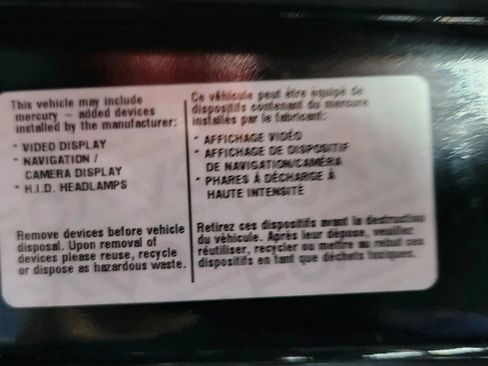 This vehicle may include
mercury – added devices
installed by the manufacturer:
* VIDEO DISPLAY
* NAVIGATION /
CAMERA DISPLAY
* H.I.D. HEADLAMPS
Remove devices before vehicle
disposal. Upon removal of
devices please reuse, recycle
or dispose as hazardous waste.
Ce véhicule peut être équipé de
dispositifs contenant du mercure
installés par le fabricant:
* AFFICHAGE VIDÉO
* AFFICHAGE DE DISPOSITIF
DE NAVIGATION/CAMÉRA
* PHARES À DÉCHARGE À
HAUTE INTENSITÉ
Retirez ces dispositifs avant la destruction
du véhicule. Après leur dépose, veuillez
réutiliser, recycler ou mettre au rebut ces
dispositifs en tant que déchets toxiques.